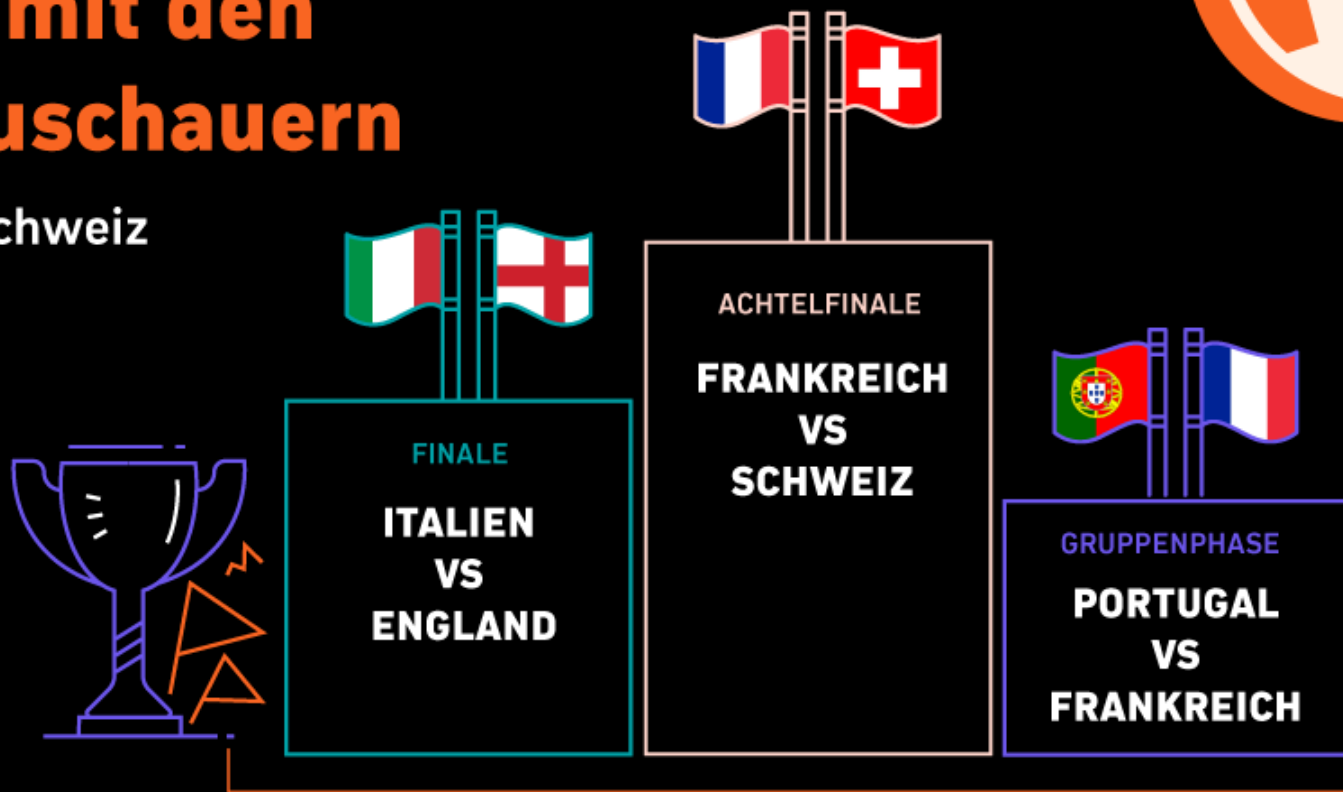 mit den
uschauern
chweiz
FINALE
ITALIEN
VS
ENGLAND
ACHTELFINALE
FRANKREICH
VS
SCHWEIZ
GRUPPENPHASE
PORTUGAL
VS
FRANKREICH